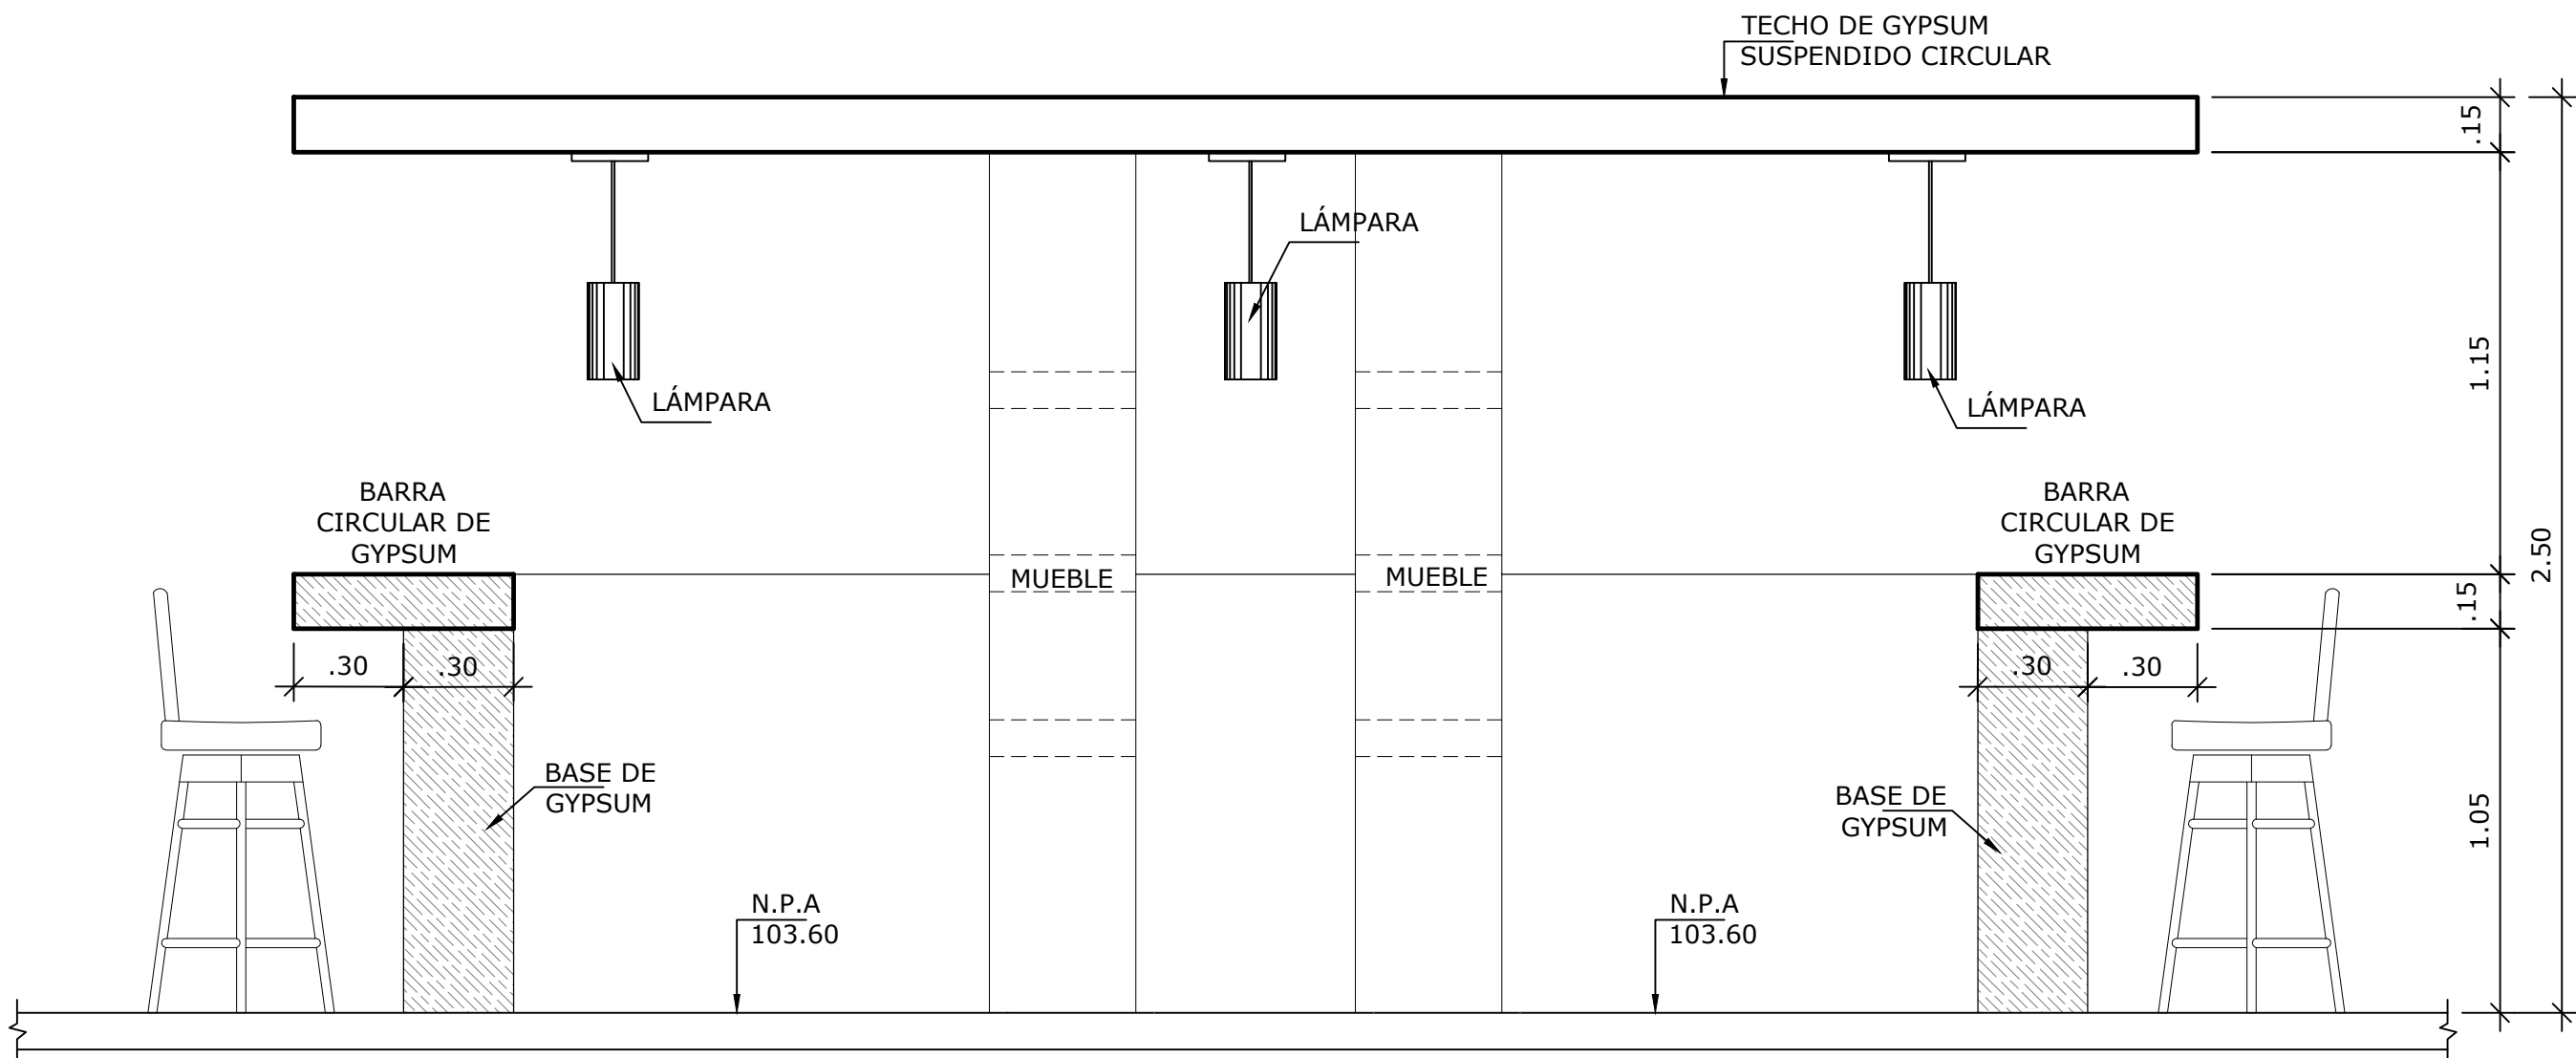 TECHO DE GYPSUM
SUSPENDIDO CIRCULAR
.15
LÁMPARA
1.15
LÁMPARA
LÁMPARA
BARRA
CIRCULAR DE
GYPSUM
BARRA
CIRCULAR DE
GYPSUM
2.50
MUEBLE
MUEBLE
.15
.30
.30
.30
.30
BASE DE
GYPSUM
BASE DE
GYPSUM
1.05
N.P.A
103.60
N.P.A
103.60